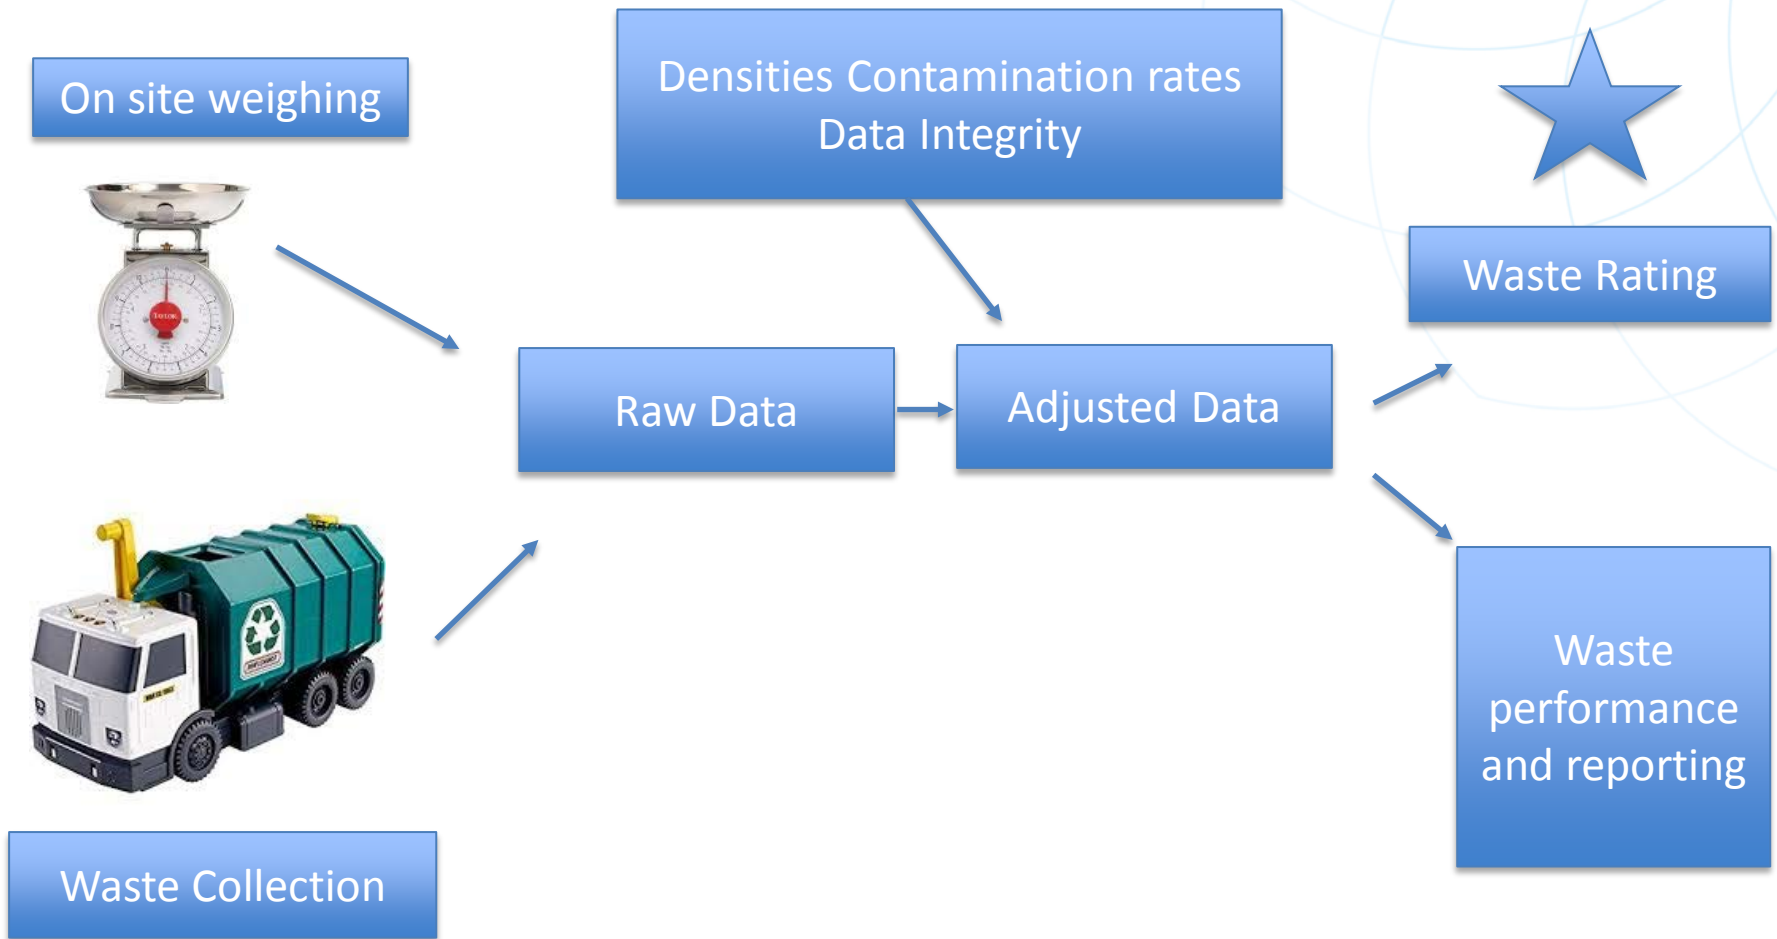 On site weighing
Densities Contamination rates
Data Integrity
Waste Rating
TAYLOR
Raw Data
Adjusted Data
Waste
performance
and reporting
Waste Collection